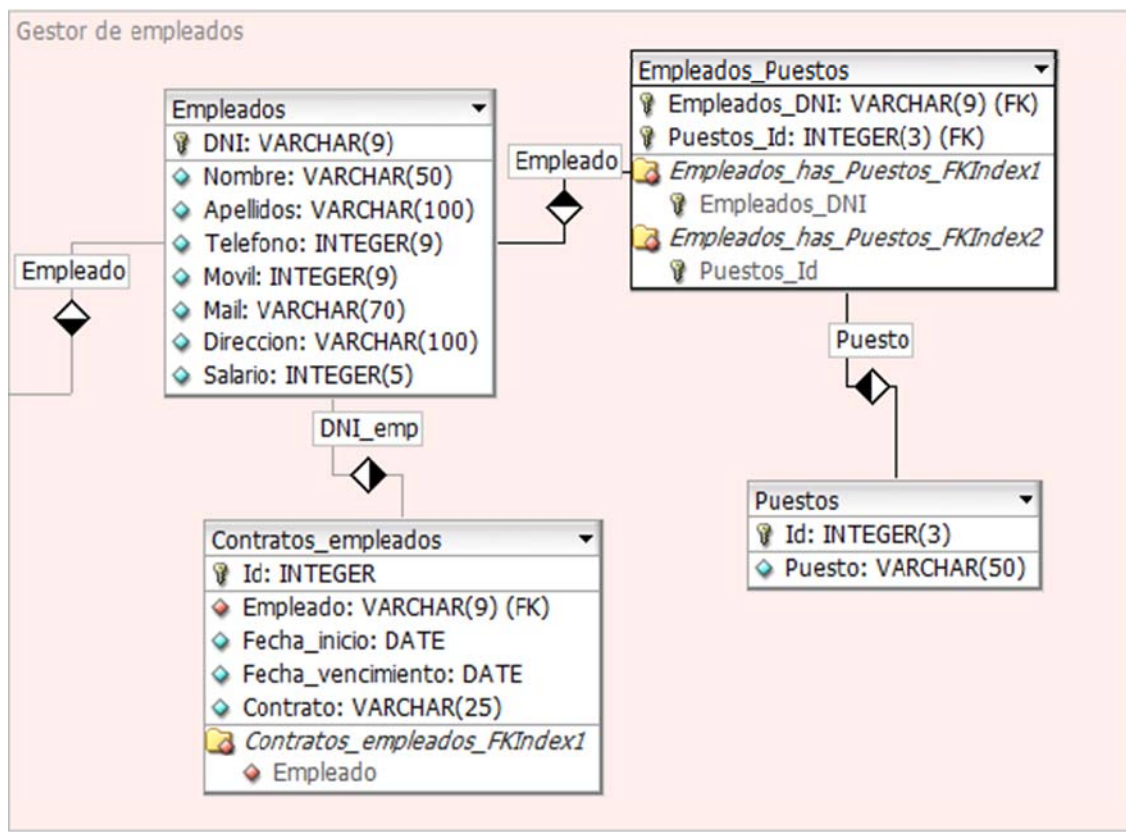 Gestor de empleados
Empleados
DNI: VARCHAR(9)
Nombre: VARCHAR(50)
Apellidos: VARCHAR(100)
Telefono: INTEGER(9)
Movil: INTEGER(9)
Mail: VARCHAR(70)
Direccion: VARCHAR(100)
Salario: INTEGER(5)
Empleado
Empleado
Empleados_Puestos
Empleados_DNI: VARCHAR(9) (FK)
Puestos_Id: INTEGER(3) (FK)
Empleados_has_Puestos_FKIndex1
Empleados_DNI
Empleados_has_Puestos_FKIndex2
Puestos_Id
Puesto
DNI_emp
Contratos_empleados
Id: INTEGER
Empleado: VARCHAR(9) (FK)
Fecha_inicio: DATE
Fecha_vencimiento: DATE
Contrato: VARCHAR(25)
Contratos_empleados_FKIndex1
Empleado
Puestos
Id: INTEGER(3)
Puesto: VARCHAR(50)